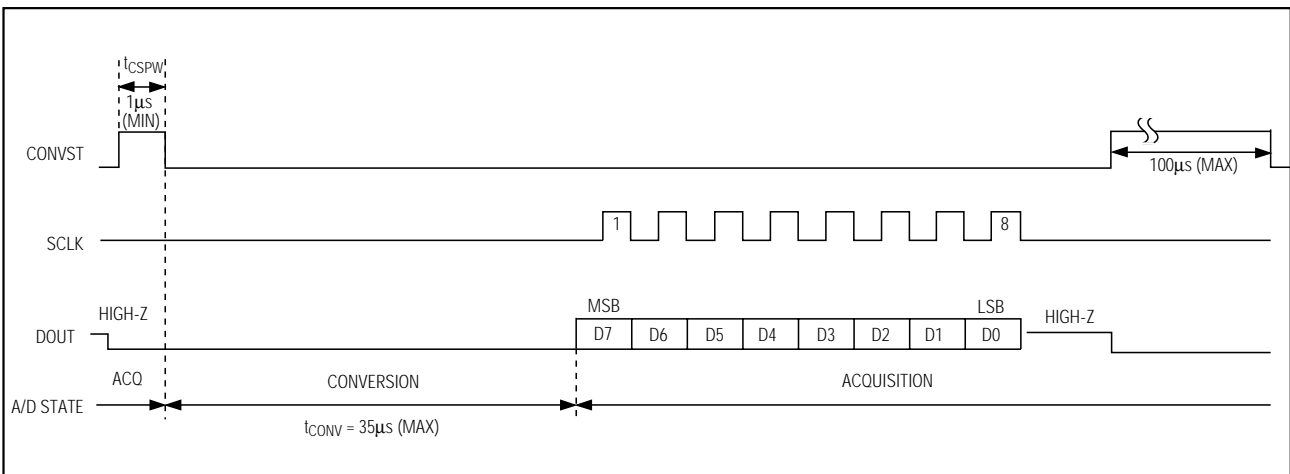 tCSPW
1µs
(MIN)
CONVST
100µs (MAX)
SCLK
1
8
HIGH-Z
MSB
LSB
HIGH-Z
DOUT
D7 D6 D5 D4 D3 D2 D1 D0
ACQ
CONVERSION
ACQUISITION
A/D STATE
tCONV = 35µs (MAX)